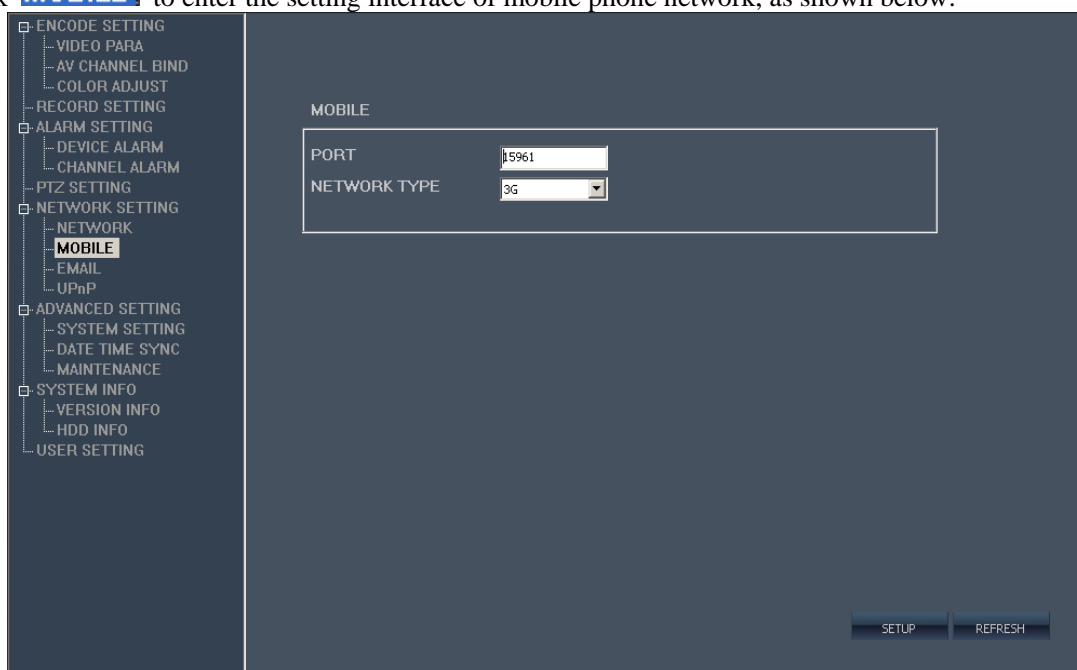 to enter the setting interface of mobile phone network, as shown below:
ENCODE SETTING
VIDEO PARA
AV CHANNEL BIND
COLOR ADJUST
RECORD SETTING
ALARM SETTING
DEVICE ALARM
CHANNEL ALARM
PTZ SETTING
NETWORK SETTING
NETWORK
MOBILE
EMAIL
UPnP
ADVANCED SETTING
SYSTEM SETTING
DATE TIME SYNC
MAINTENANCE
SYSTEM INFO
VERSION INFO
HDD INFO
USER SETTING
MOBILE
PORT 15961
NETWORK TYPE 3G
SETUP REFRESH